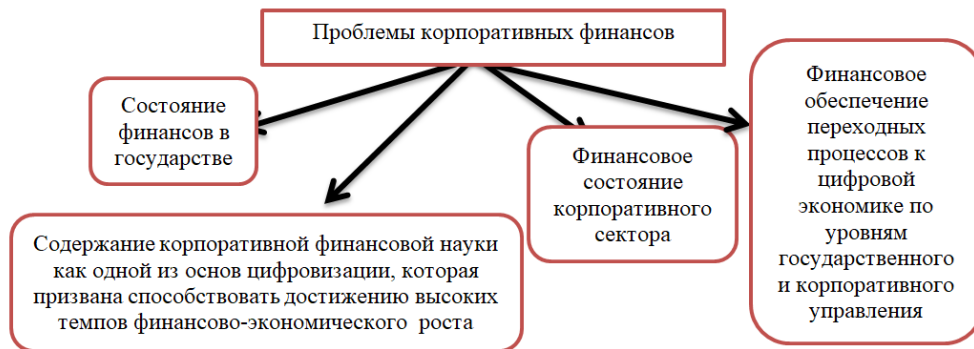 Проблемы корпоративных финансов
Состояние
финансов в
государстве
Содержание корпоративной финансовой науки
как одной из основ цифровизации, которая
призвана способствовать достижению высоких
темпов финансово-экономического роста
Финансовое
состояние
корпоративного
сектора
Финансовое
обеспечение
переходных
процессов к
цифровой
экономике по
уровням
государственного
и корпоративного
управления